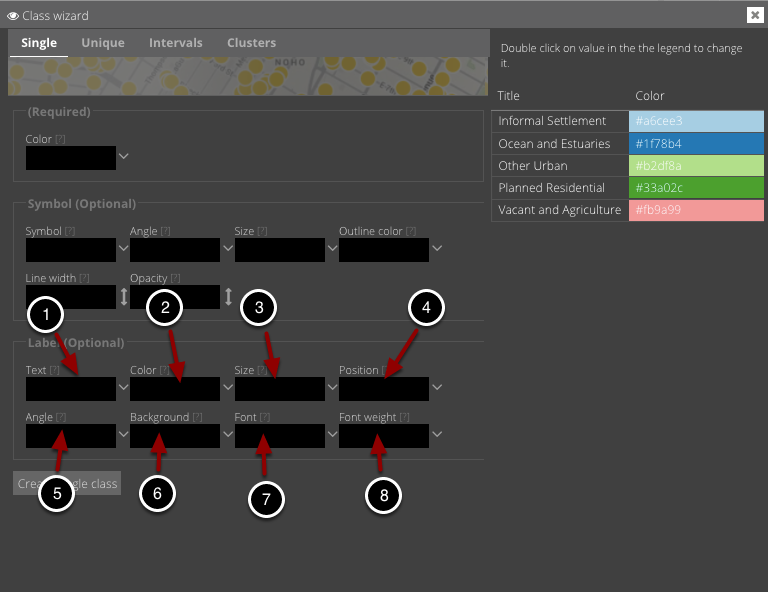 Class wizard
Single Unique Intervals Clusters
NOHO
Double click on value in the the legend to change
it.
Title Color
Informal Settlement #a6cee3
Ocean and Estuaries #1f78b4
Other Urban #b2df8a
Planned Residential #33a02c
Vacant and Agriculture #fb9a99
(Required)
Color [?]
Symbol (Optional)
Symbol [?] Angle [?] Size [?] Outline color [?]
Line width [?] Opacity [?]
1 2 3 4
Label (Optional)
Text [?] Color [?] Size [?] Position [?]
Angle [?] Background [?] Font [?] Font weight [?]
class
5 6 7 8